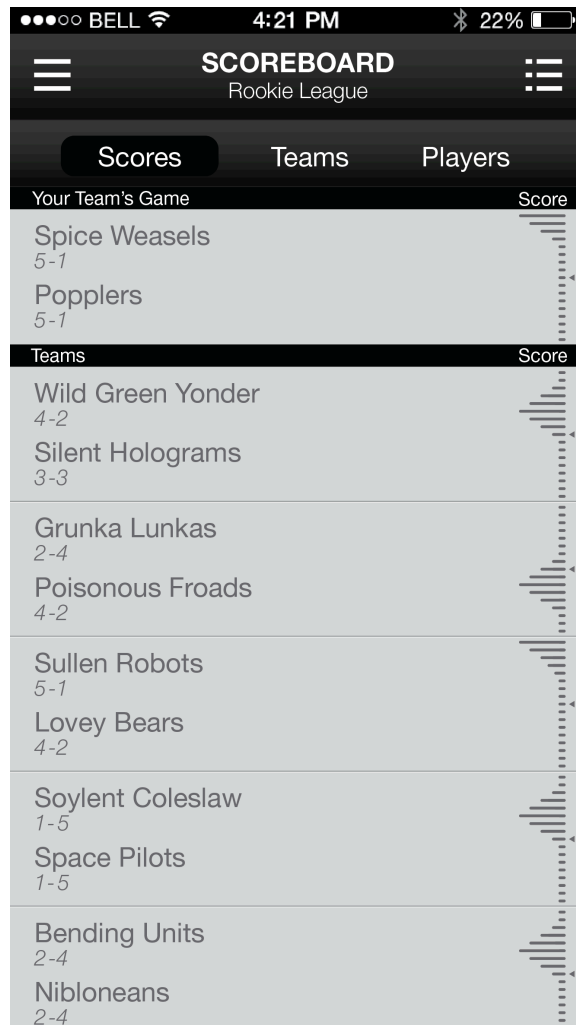 BELL 4:21 PM 22%
SCOREBOARD
Rookie League
Scores Teams Players
Your Team's Game Score
Spice Weasels
5-1
Popplers
5-1
Teams Score
Wild Green Yonder
4-2
Silent Holograms
3-3
Grunka Lunkas
2-4
Poisonous Froads
4-2
Sullen Robots
5-1
Lovey Bears
4-2
Soylent Coleslaw
1-5
Space Pilots
1-5
Bending Units
2-4
Nibloneans
2-4